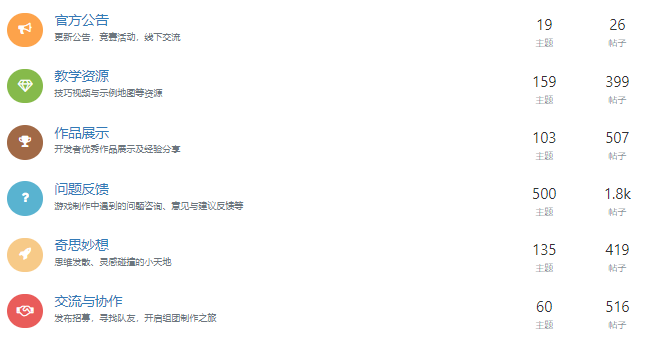 官方公告
19
26
更新公告，竞赛活动，线下交流
主题
帖子
教学资源
159
399
技巧视频与示例地图等资源
主题
帖子
作品展示
103
507
开发者优秀作品展示及经验分享
主题
帖子
问题反馈
500
1.8k
游戏制作中遇到的问题咨询、意见与建议反馈等
主题
帖子
奇思妙想
135
419
思维发散、灵感碰撞的小天地
主题
帖子
交流与协作
60
516
发布招募，寻找队友，开启组团制作之旅
主题
帖子